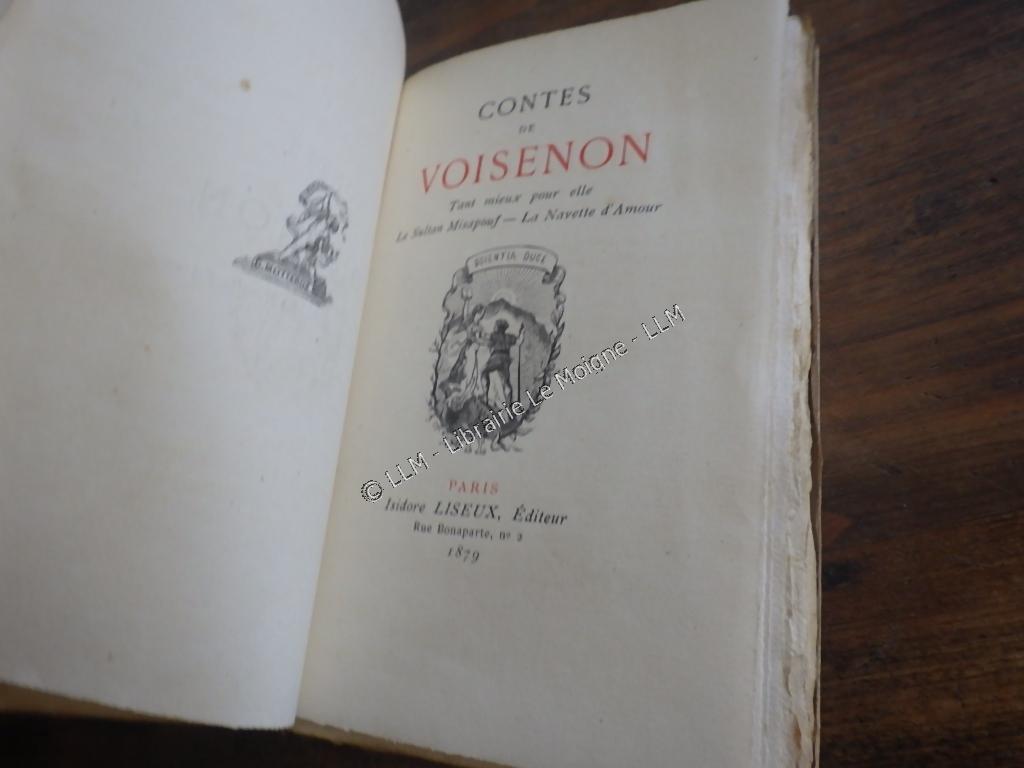 CONTES
DE
VOISENON
Tant mieux pour elle
Le Sultan Misapouf — La Navette d'Amour
SCIENTIA DUCE
PARIS
Isidore LISEUX, Éditeur
Rue Bonaparte, nº 2
1879
© LLM - Librairie Le Moigne - LLM